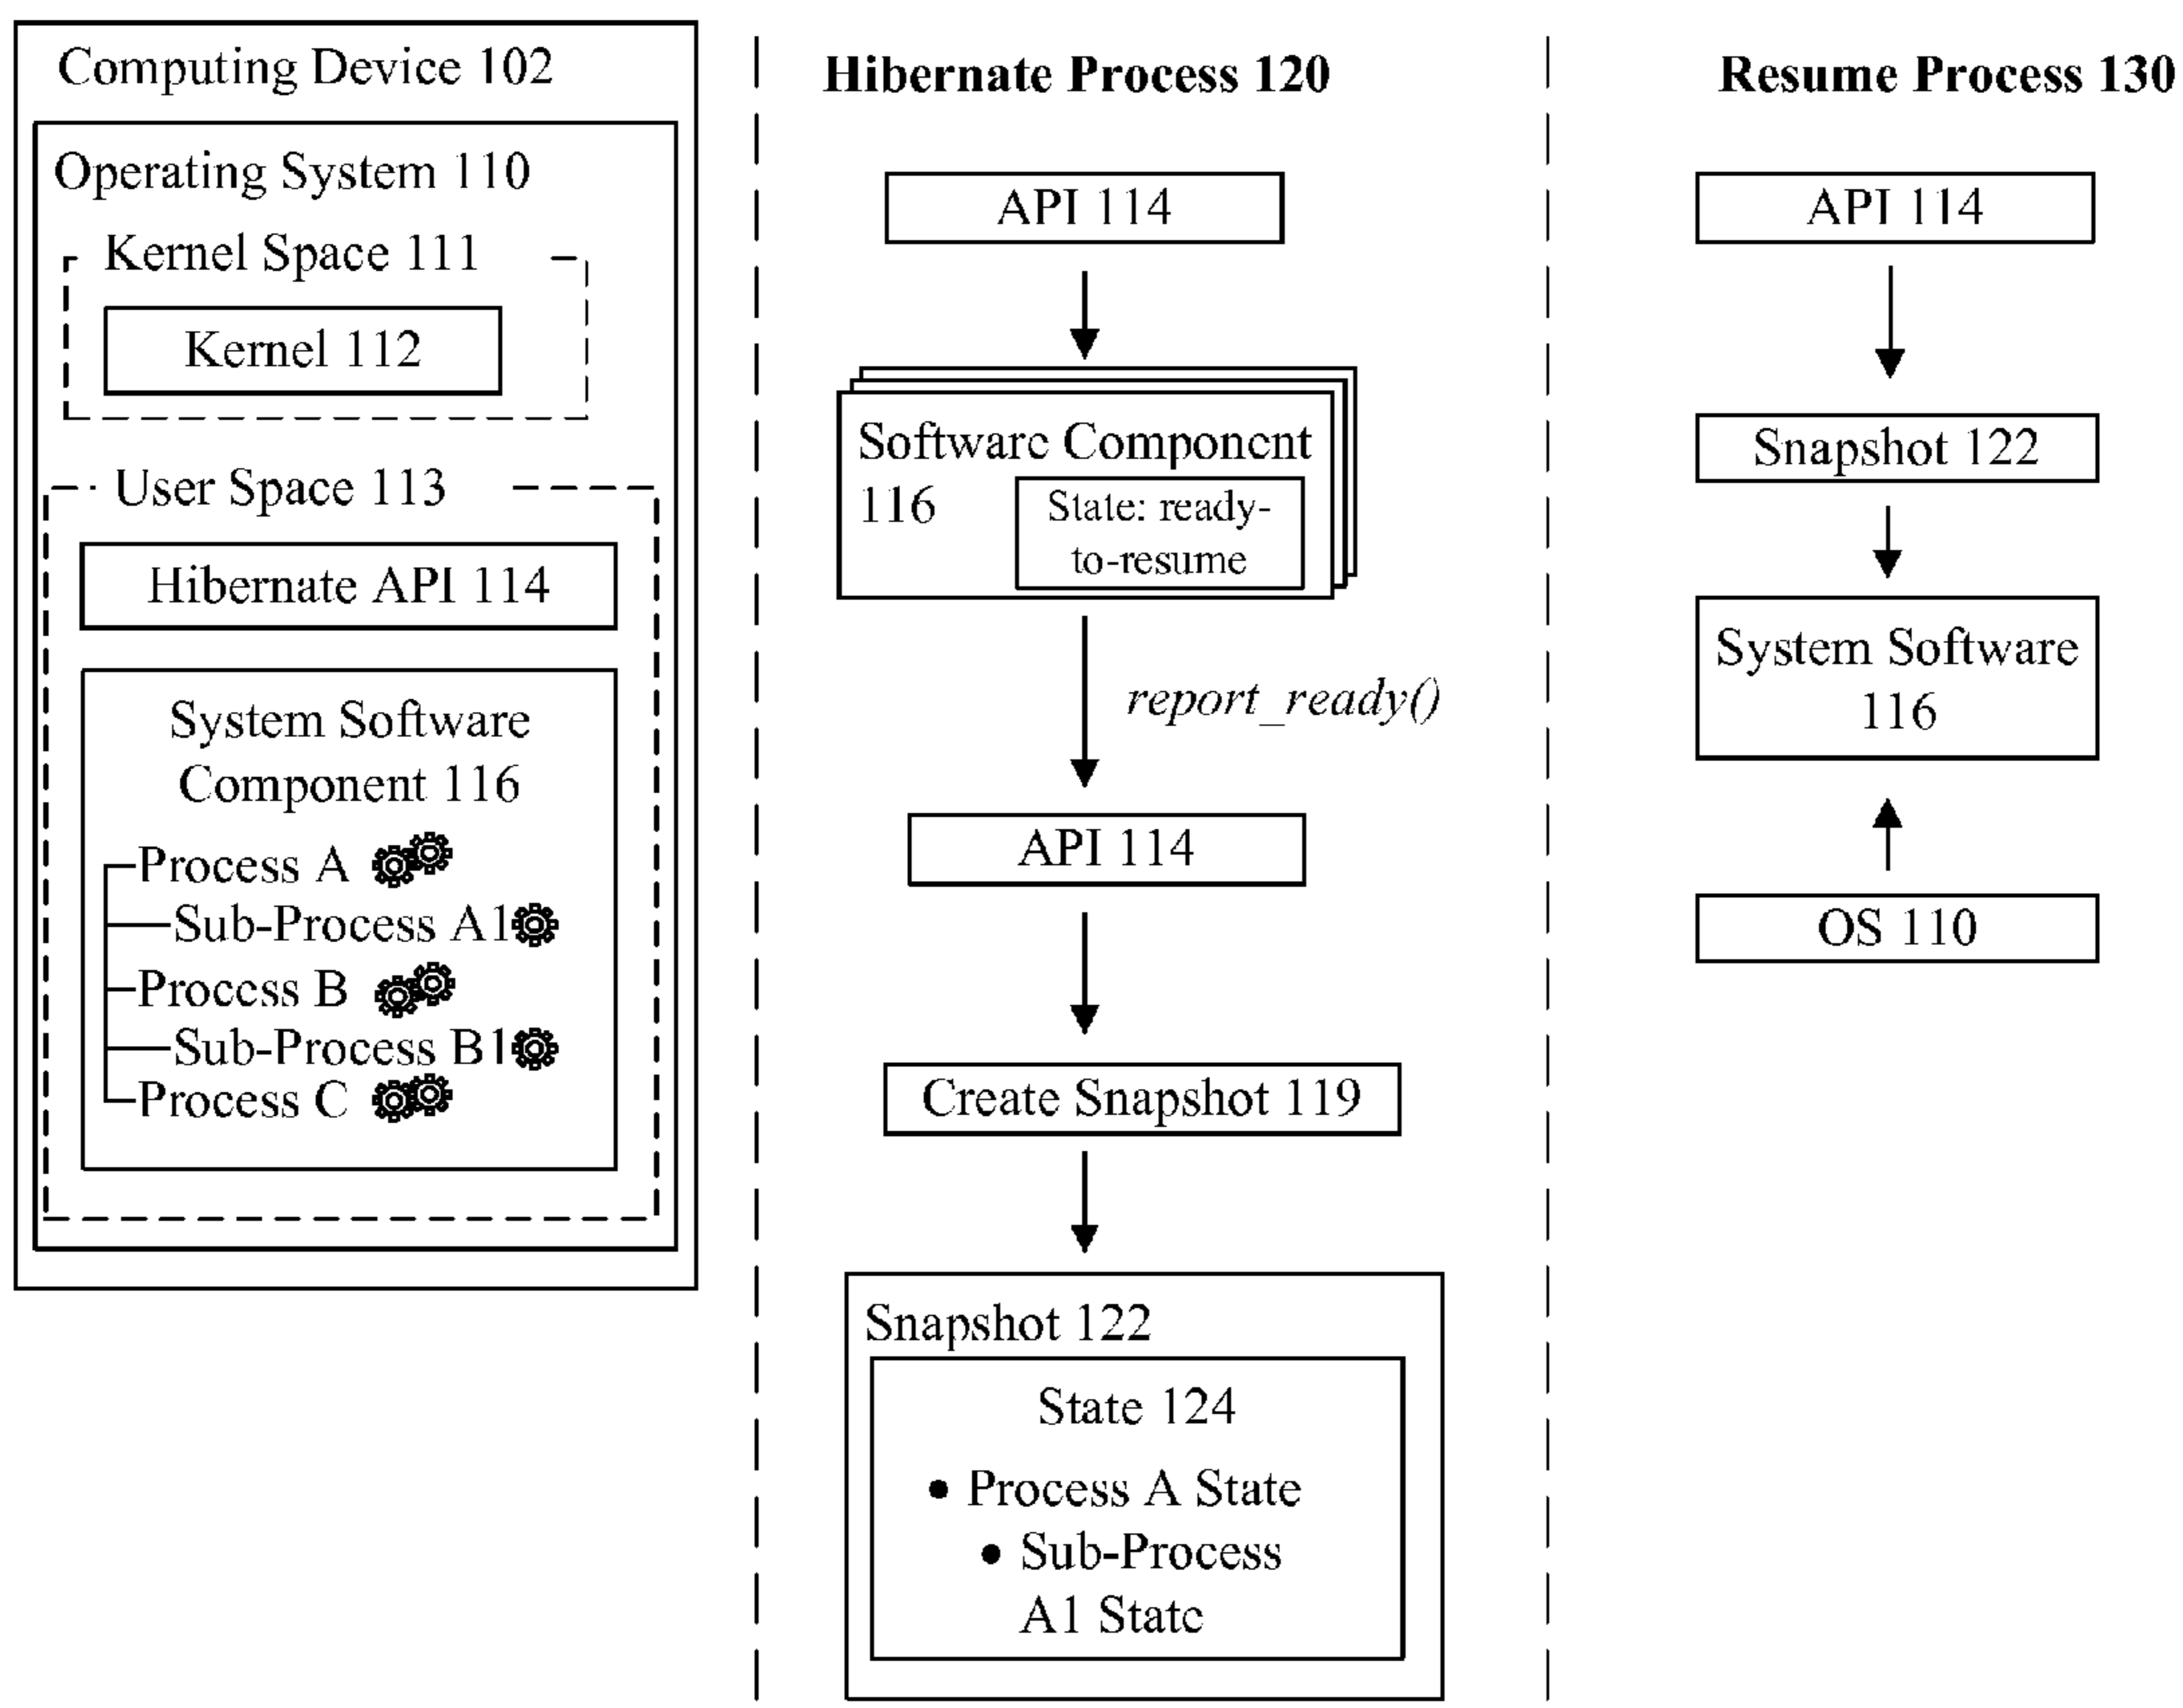 Computing Device 102
Operating System 110
Kernel Space 111
Kernel 112
User Space 113
Hibernate API 114
System Software
Component 116
Process A
Sub-Process A1
Process B
Sub-Process B1
Process C
Hibernate Process 120
API 114
Software Component
116
State: ready-
to-resume
report_ready()
API 114
Create Snapshot 119
Snapshot 122
State 124
• Process A State
• Sub-Process
A1 State
Resume Process 130
API 114
Snapshot 122
System Software
116
OS 110